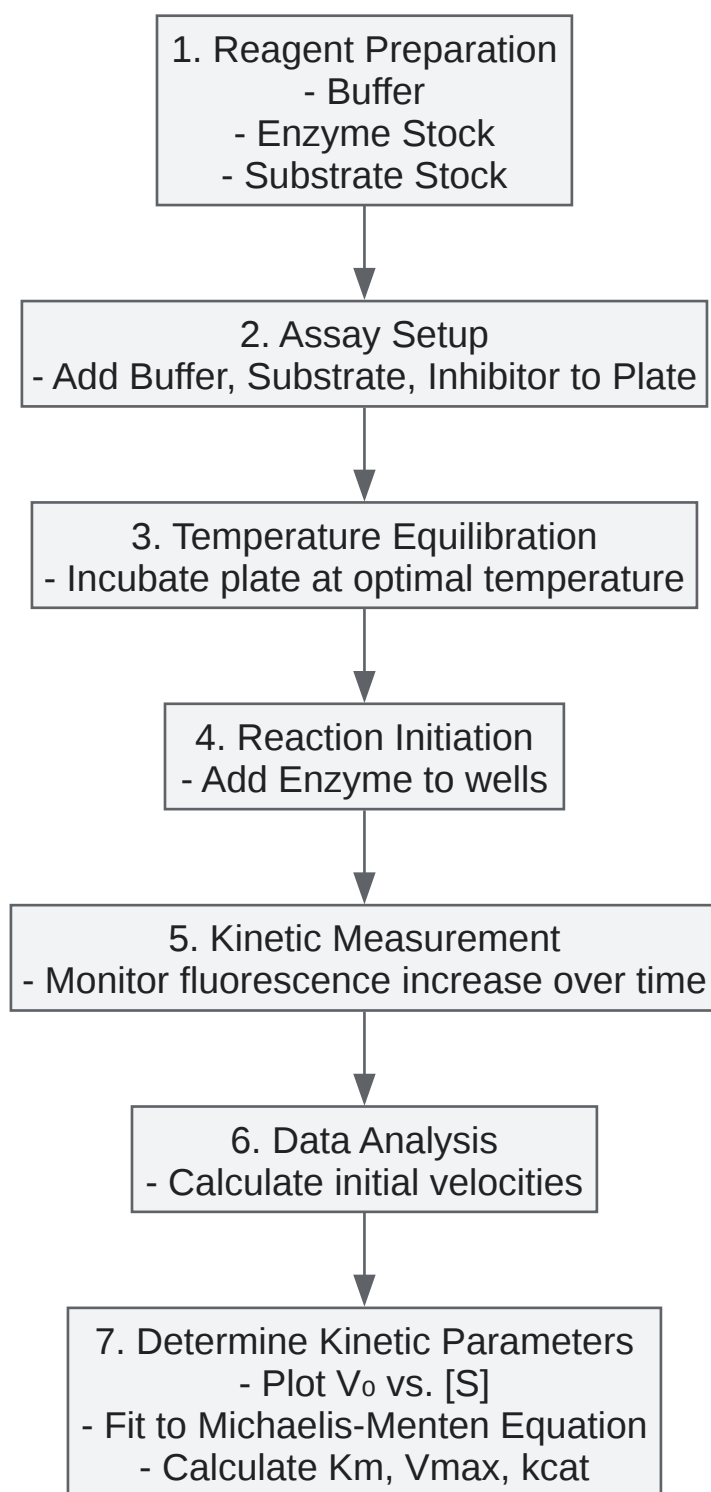 1. Reagent Preparation
- Buffer
- Enzyme Stock
- Substrate Stock
2. Assay Setup
- Add Buffer, Substrate, Inhibitor to Plate
3. Temperature Equilibration
- Incubate plate at optimal temperature
4. Reaction Initiation
- Add Enzyme to wells
5. Kinetic Measurement
- Monitor fluorescence increase over time
6. Data Analysis
- Calculate initial velocities
7. Determine Kinetic Parameters
- Plot V₀ vs. [S]
- Fit to Michaelis-Menten Equation
- Calculate Km, Vmax, kcat